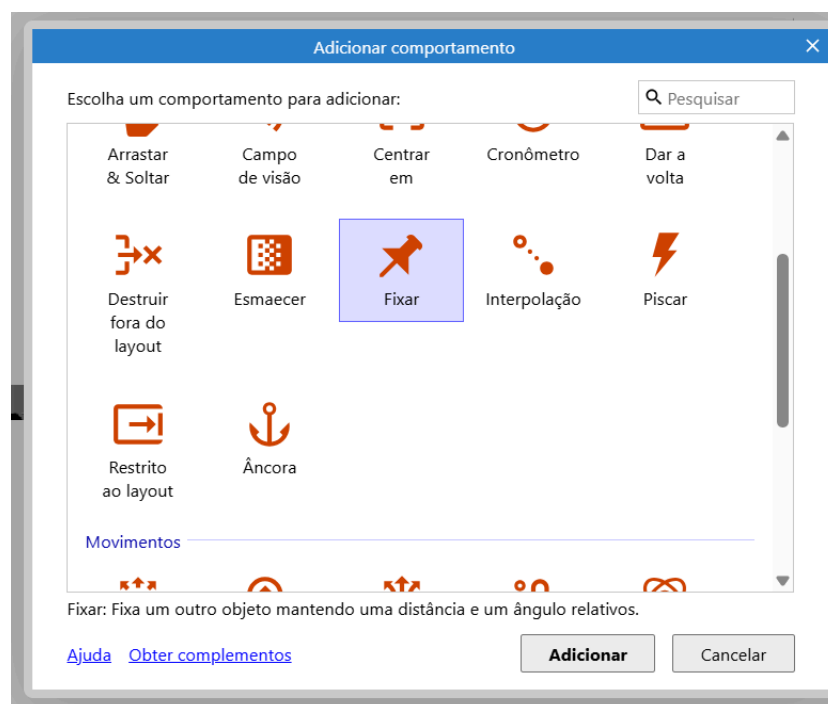 Adicionar comportamento
Escolha um comportamento para adicionar:
Pesquisar
Arrastar
& Soltar
Campo
de visão
Centrar
em
Cronômetro
Dar a
volta
Destruir
fora do
layout
Esmaecer
Fixar
Interpolação
Piscar
Restrito
ao layout
Âncora
Movimentos
Fixar: Fixa um outro objeto mantendo uma distância e um ângulo relativos.
Ajuda
Obter complementos
Adicionar
Cancelar